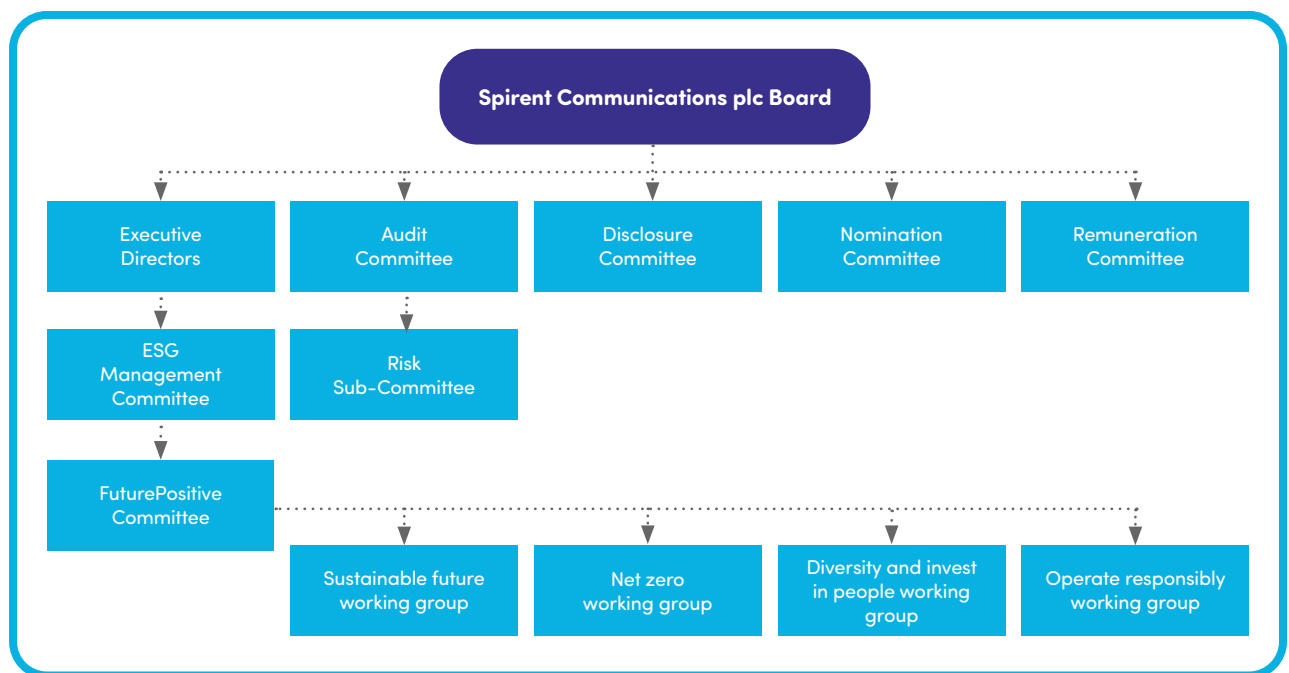 Spirent Communications plc Board
Executive
Directors
Audit
Committee
Disclosure
Committee
Nomination
Committee
Remuneration
Committee
ESG
Management
Committee
Risk
Sub-Committee
FuturePositive
Committee
Sustainable future
working group
Net zero
working group
Diversity and invest
in people working
group
Operate responsibly
working group